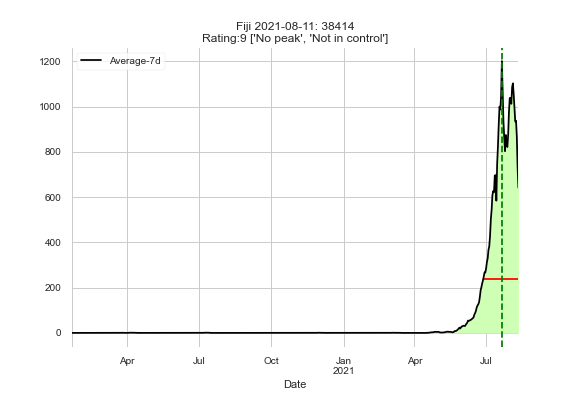 Fiji 2021-08-11: 38414
Rating:9 ['No peak', 'Not in control']
Average-7d
1200
1000
800
600
400
200
0
Apr Jul Oct Jan Apr Jul
2021
Date